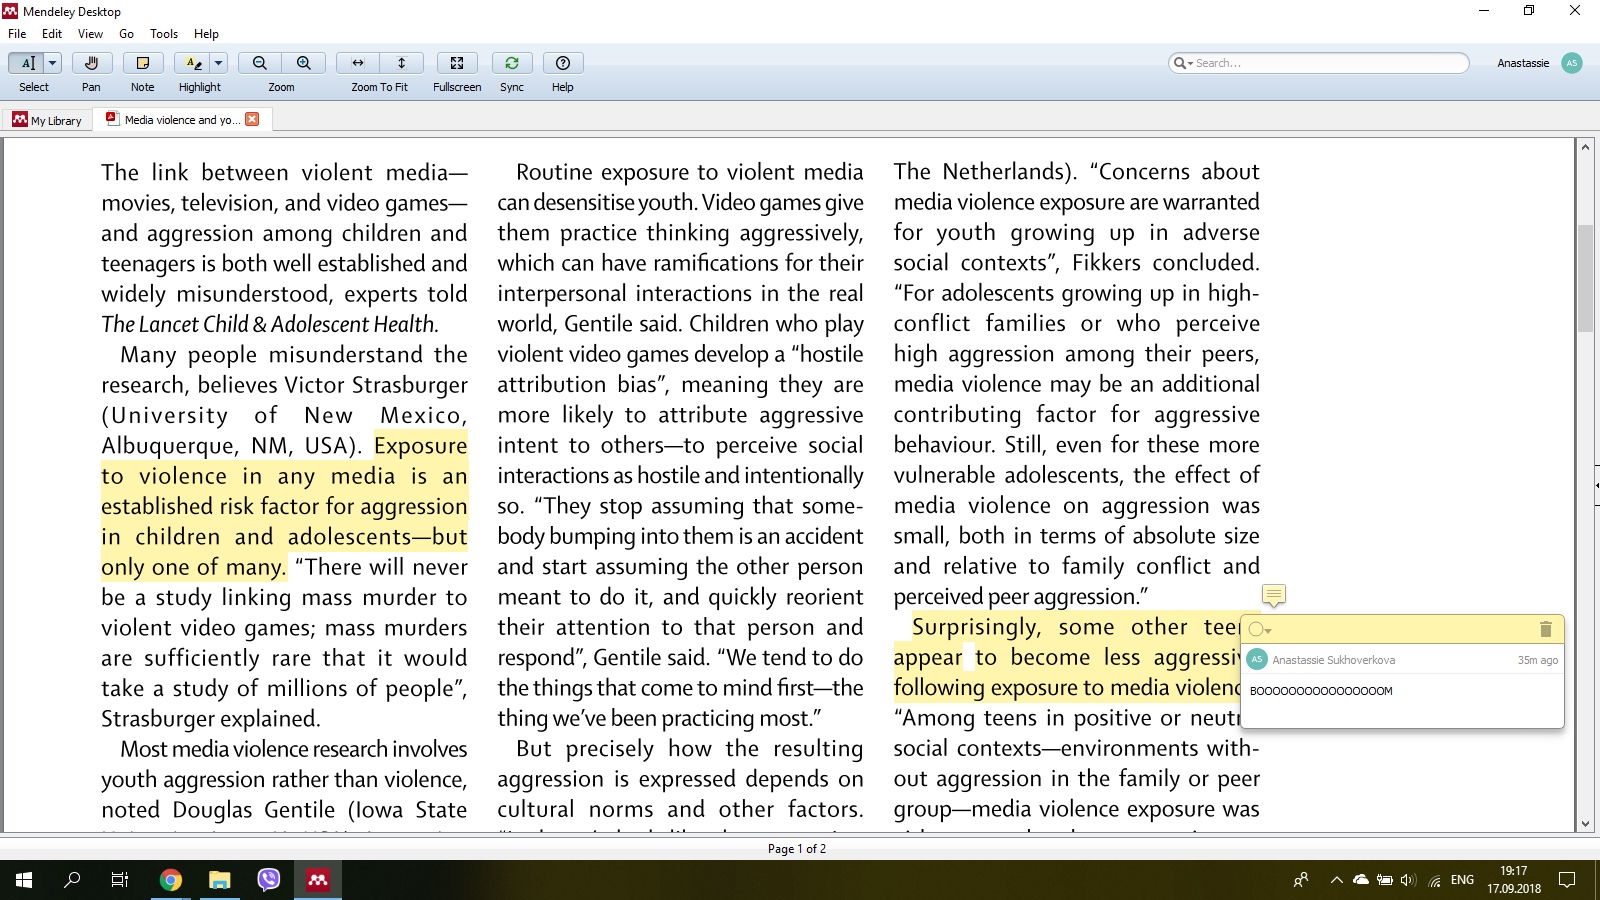 Mendeley Desktop
File Edit View Go Tools Help
Search...
Anastassie AS
Select Pan Note Highlight Zoom Zoom To Fit Fullscreen Sync Help
My Library Media violence and yo...
The link between violent media—
movies, television, and video games—
and aggression among children and
teenagers is both well established and
widely misunderstood, experts told
The Lancet Child & Adolescent Health.
Many people misunderstand the
research, believes Victor Strasburger
(University of New Mexico,
Albuquerque, NM, USA). Exposure
to violence in any media is an
established risk factor for aggression
in children and adolescents—but
only one of many. “There will never
be a study linking mass murder to
violent video games; mass murders
are sufficiently rare that it would
take a study of millions of people”,
Strasburger explained.
Most media violence research involves
youth aggression rather than violence,
noted Douglas Gentile (Iowa State
Routine exposure to violent media
can desensitise youth. Video games give
them practice thinking aggressively,
which can have ramifications for their
interpersonal interactions in the real
world, Gentile said. Children who play
violent video games develop a “hostile
attribution bias”, meaning they are
more likely to attribute aggressive
intent to others—to perceive social
interactions as hostile and intentionally
so. “They stop assuming that some-
body bumping into them is an accident
and start assuming the other person
meant to do it, and quickly reorient
their attention to that person and
respond”, Gentile said. “We tend to do
the things that come to mind first—the
thing we’ve been practicing most.”
But precisely how the resulting
aggression is expressed depends on
cultural norms and other factors.
The Netherlands). “Concerns about
media violence exposure are warranted
for youth growing up in adverse
social contexts”, Fikkers concluded.
“For adolescents growing up in high-
conflict families or who perceive
high aggression among their peers,
media violence may be an additional
contributing factor for aggressive
behaviour. Still, even for these more
vulnerable adolescents, the effect of
media violence on aggression was
small, both in terms of absolute size
and relative to family conflict and
perceived peer aggression.”
Surprisingly, some other teen
appear to become less aggressiv
following exposure to media violenc
“Among teens in positive or neutr
social contexts—environments with-
out aggression in the family or peer
group—media violence exposure was
AS Anastassie Sukhoverkova 35m ago
BOOOOOOOOOOOOOOOOM
Page 1 of 2
ENG
19:17
17.09.2018